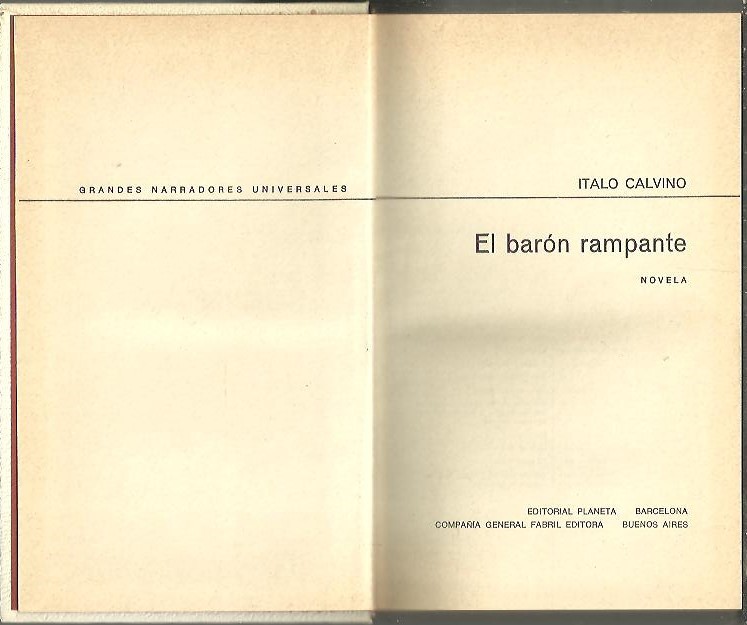 GRANDES NARRADORES UNIVERSALES
ITALO CALVINO
El barón rampante
NOVELA
EDITORIAL PLANETA BARCELONA
COMPAÑÍA GENERAL FABRIL EDITORA BUENOS AIRES